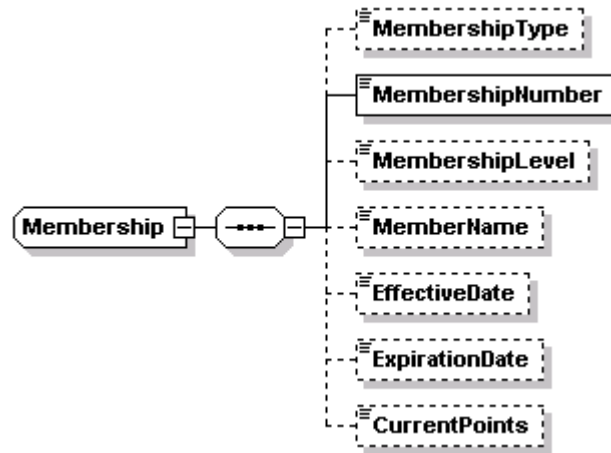 MembershipType
MembershipNumber
MembershipLevel
Membership
MemberName
EffectiveDate
ExpirationDate
CurrentPoints